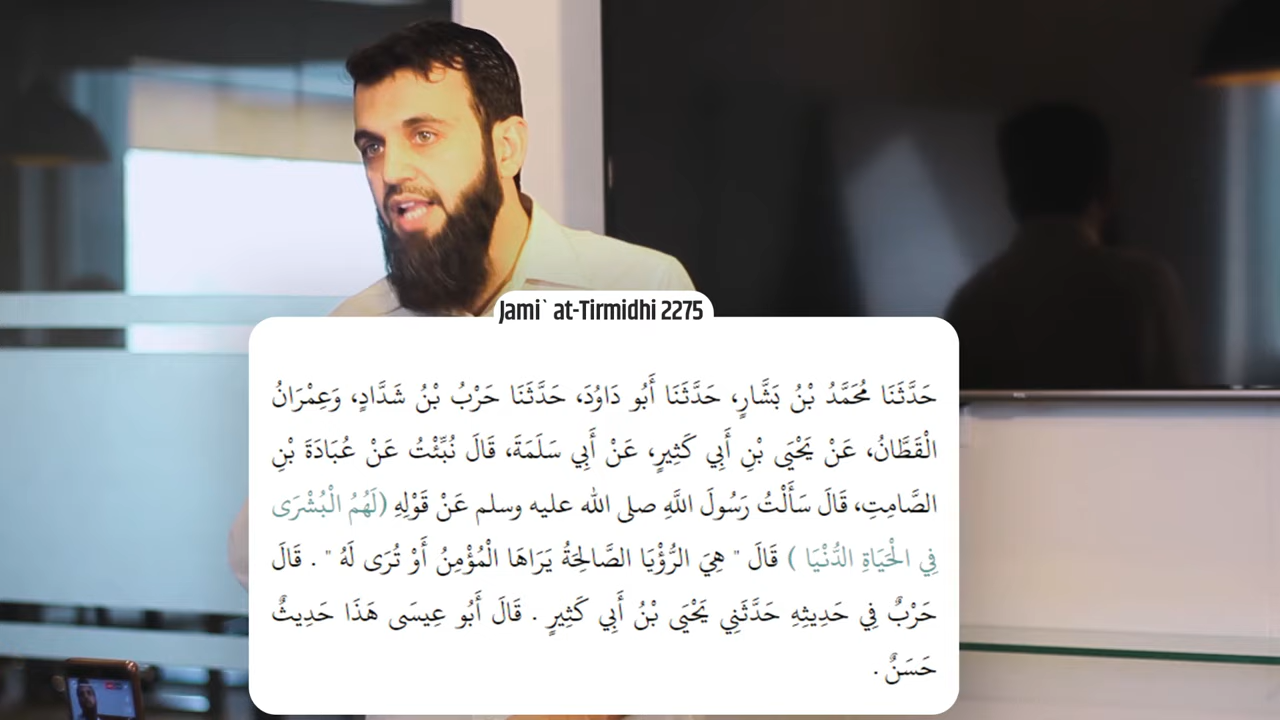 Jami` at-Tirmidhi 2275
حَدَّثَنَا مُحَمَّدُ بْنُ بَشَّارٍ، حَدَّثَنَا أَبُو دَاوُدَ، حَدَّثَنَا حَرْبُ بْنُ شَدَّادٍ، وَعِمْرَانُ
الْقَطَّانُ، عَنْ يَحْيَى بْنِ أَبِي كَثِيرٍ، عَنْ أَبِي سَلَمَةَ، قَالَ نُبِّئْتُ عَنْ عُبَادَةَ بْنِ
الصَّامِتِ، قَالَ سَأَلْتُ رَسُولَ اللَّهِ صلى الله عليه وسلم عَنْ قَوْلِهِ (لَهُمُ الْبُشْرَى
فِي الْحَيَاةِ الدُّنْيَا ) قَالَ " هِيَ الرُّؤْيَا الصَّالِحَةُ يَرَاهَا الْمُؤْمِنُ أَوْ تُرَى لَهُ " . قَالَ
حَرْبٌ فِي حَدِيثِهِ حَدَّثَنِي يَحْيَى بْنُ أَبِي كَثِيرٍ . قَالَ أَبُو عِيسَى هَذَا حَدِيثٌ
حَسَنٌ .